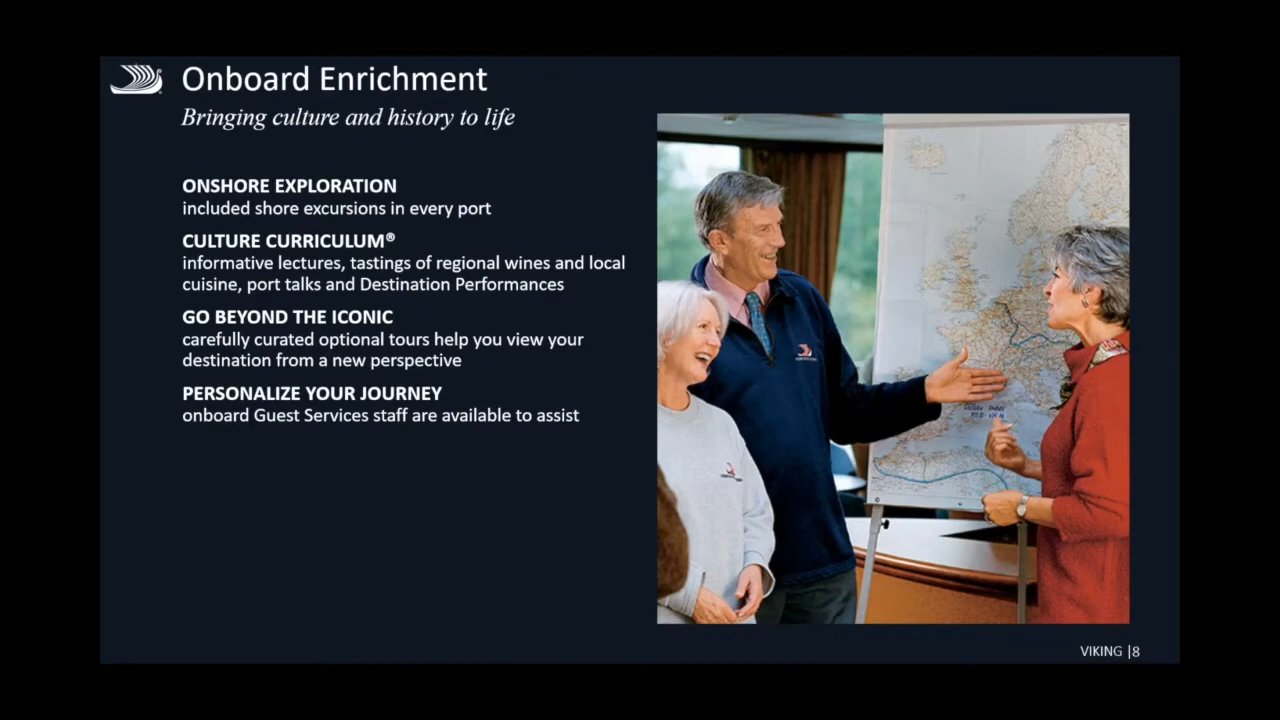 Onboard Enrichment
Bringing culture and history to life
ONSHORE EXPLORATION
included shore excursions in every port
CULTURE CURRICULUM®
informative lectures, tastings of regional wines and local
cuisine, port talks and Destination Performances
GO BEYOND THE ICONIC
carefully curated optional tours help you view your
destination from a new perspective
PERSONALIZE YOUR JOURNEY
onboard Guest Services staff are available to assist
VIKING |8